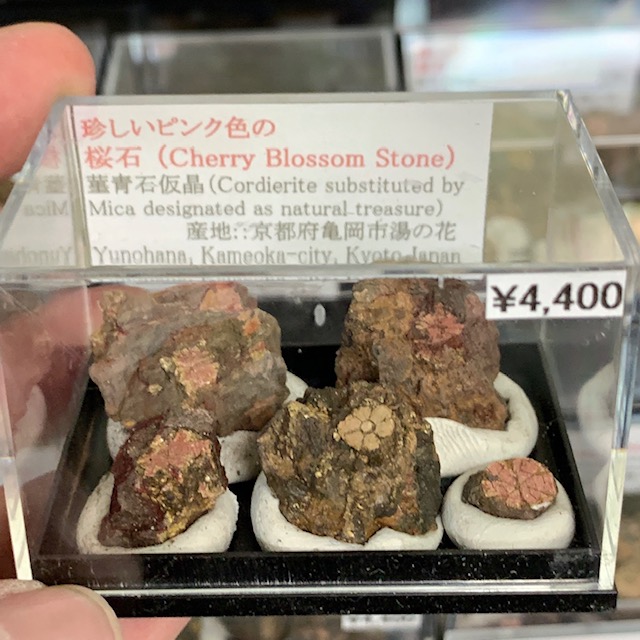 珍しいピンク色の
桜石（Cherry Blossom Stone）
菫青石仮晶(Cordierite substituted by
Mica designated as natural treasure)
産地:京都府亀岡市湯の花
Yunohana, Kameoka-city, Kyoto Japan
¥4,400